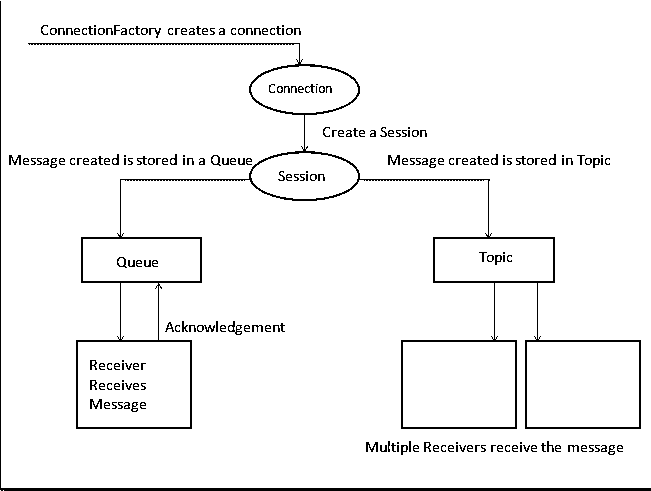 ConnectionFactory creates a connection
Connection
Create a Session
Message created is stored in a Queue
Message created is stored in Topic
Session
Queue
Topic
Acknowledgement
Receiver
Receives
Message
Multiple Receivers receive the message